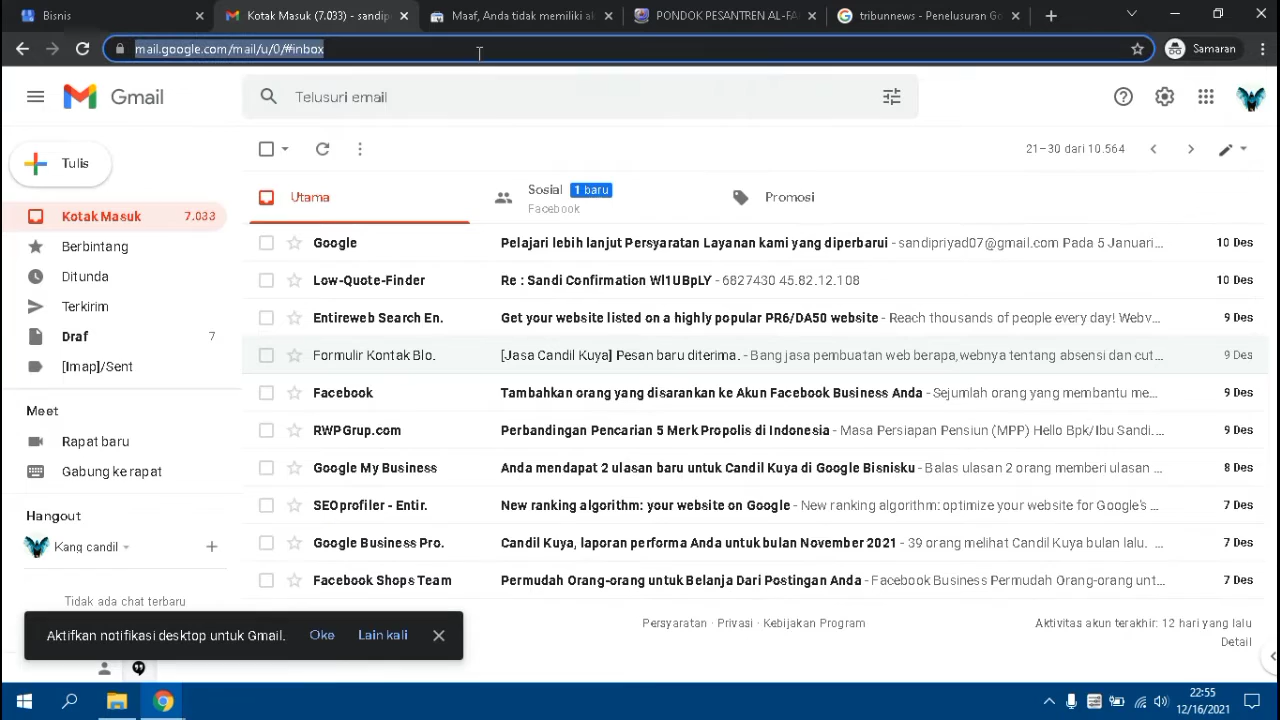 Bisnis
Kotak Masuk (7.033) - sandip
Maaf, Anda tidak memiliki ak
PONDOK PESANTREN AL-FA
tribunnews - Penelusuran Go
mail.google.com/mail/u/0/#inbox
Samaran
Gmail
Telusuri email
Tulis
21–30 dari 10.564
Utama
Sosial 1 baru
Facebook
Promosi
Kotak Masuk 7.033
Berbintang
Ditunda
Terkirim
Draf 7
[Imap]/Sent
Meet
Rapat baru
Gabung ke rapat
Hangout
Kang candil
Tidak ada chat terbaru
Google Pelajari lebih lanjut Persyaratan Layanan kami yang diperbarui - sandipriyad07@gmail.com Pada 5 Januari... 10 Des
Low-Quote-Finder Re : Sandi Confirmation Wl1UBpLY - 6827430 45.82.12.108 10 Des
Entireweb Search En. Get your website listed on a highly popular PR6/DA50 website - Reach thousands of people every day! Webv... 9 Des
Formulir Kontak Blo. [Jasa Candil Kuya] Pesan baru diterima. - Bang jasa pembuatan web berapa,webnya tentang absensi dan cut... 9 Des
Facebook Tambahkan orang yang disarankan ke Akun Facebook Business Anda - Sejumlah orang yang membantu me... 9 Des
RWPGrup.com Perbandingan Pencarian 5 Merk Propolis di Indonesia - Masa Persiapan Pensiun (MPP) Hello Bpk/Ibu Sandi.... 9 Des
Google My Business Anda mendapat 2 ulasan baru untuk Candil Kuya di Google Bisnisku - Balas ulasan 2 orang memberi ulasan ... 8 Des
SEOprofiler - Entir. New ranking algorithm: your website on Google - New ranking algorithm: optimize your website for Google's ... 7 Des
Google Business Pro. Candil Kuya, laporan performa Anda untuk bulan November 2021 - 39 orang melihat Candil Kuya bulan lalu. ... 7 Des
Facebook Shops Team Permudah Orang-orang untuk Belanja Dari Postingan Anda - Facebook Business Permudah Orang-orang unt... 7 Des
Aktifkan notifikasi desktop untuk Gmail. Oke Lain kali
Persyaratan · Privasi · Kebijakan Program
Aktivitas akun terakhir: 12 hari yang lalu
Detail
22:55
12/16/2021